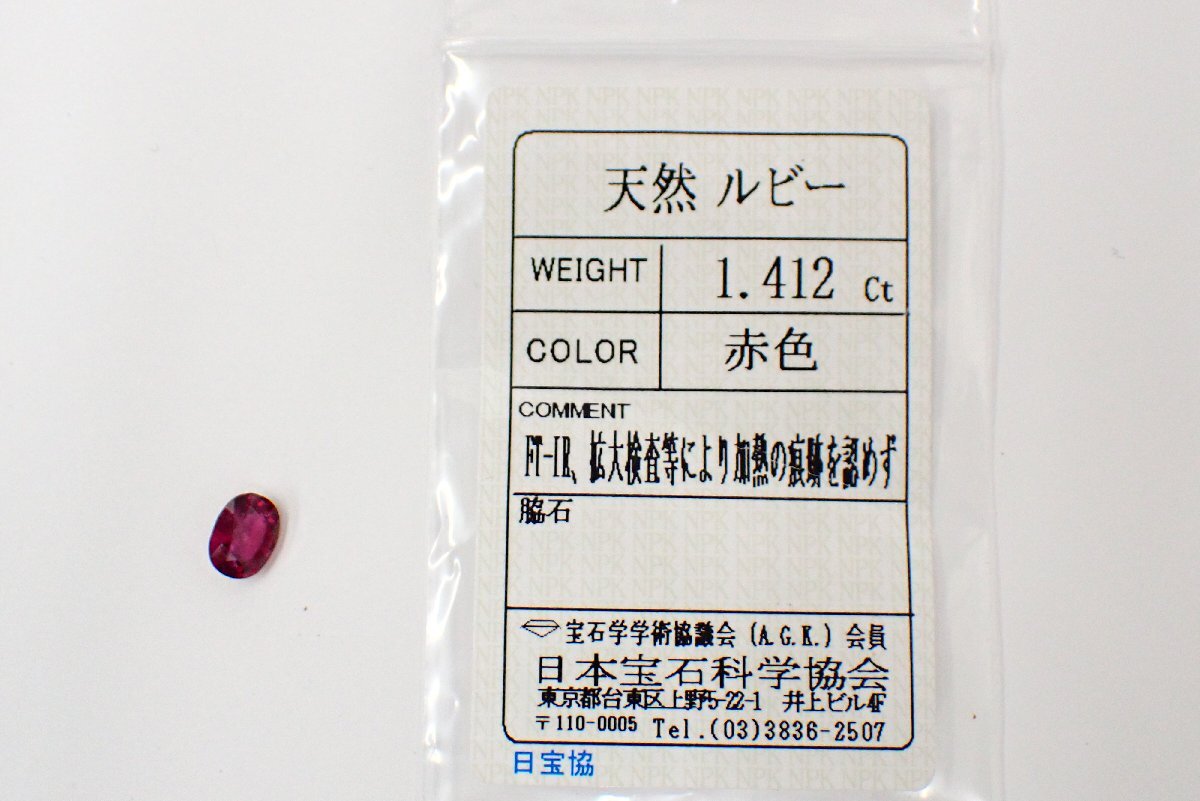 天然 ルビー
WEIGHT 1.412 Ct
COLOR 赤色
COMMENT
FT-IR、拡大検査等により加熱の痕跡を認めず
脇石
宝石学学術協議会 (A.G.K.) 会員
日本宝石科学協会
東京都台東区上野5-22-1 井上ビル4F
〒110-0005 Tel.(03)3836-2507
日宝協